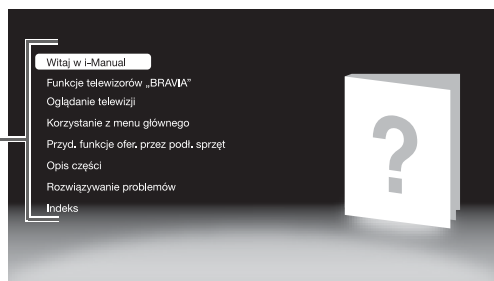 Witaj w i-Manual
Funkcje telewizorów „BRAVIA”
Oglądanie telewizji
Korzystanie z menu głównego
Przyd. funkcje ofer. przez podł. sprzęt
Opis części
Rozwiązywanie problemów
Indeks
?